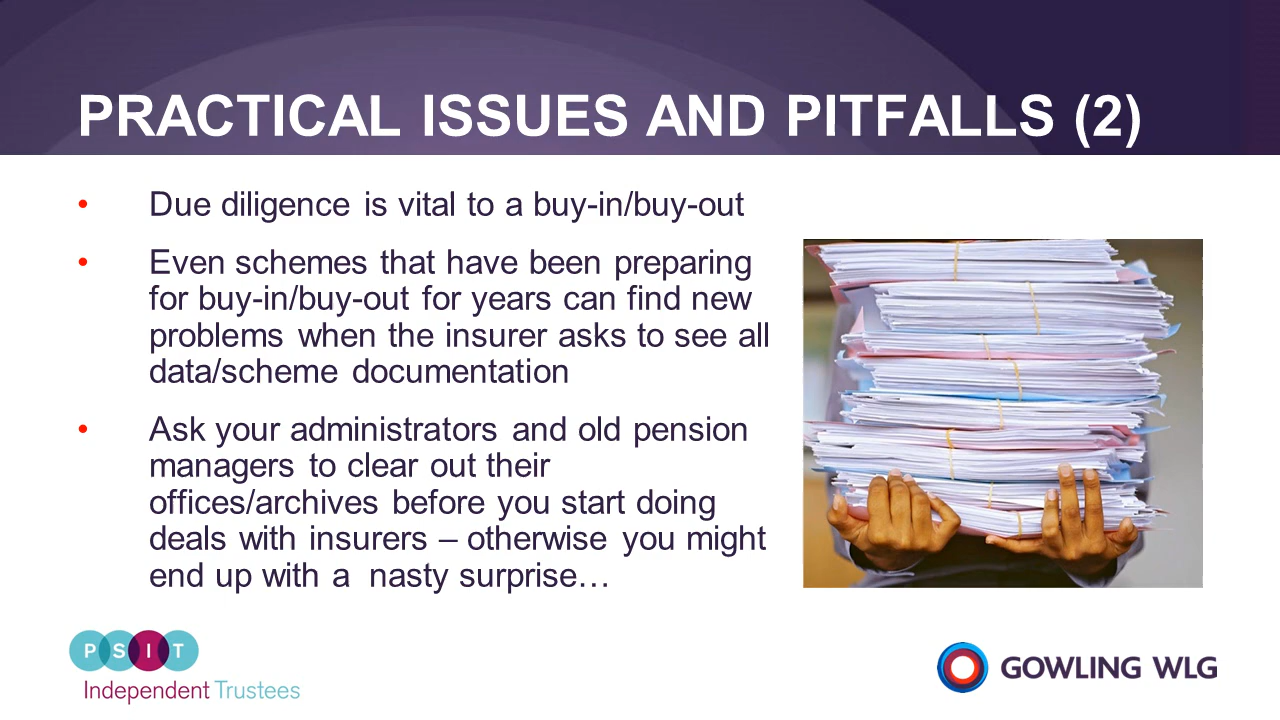 PRACTICAL ISSUES AND PITFALLS (2)
• Due diligence is vital to a buy-in/buy-out
• Even schemes that have been preparing
for buy-in/buy-out for years can find new
problems when the insurer asks to see all
data/scheme documentation
• Ask your administrators and old pension
managers to clear out their
offices/archives before you start doing
deals with insurers – otherwise you might
end up with a  nasty surprise…
PSIT
Independent Trustees
GOWLING WLG